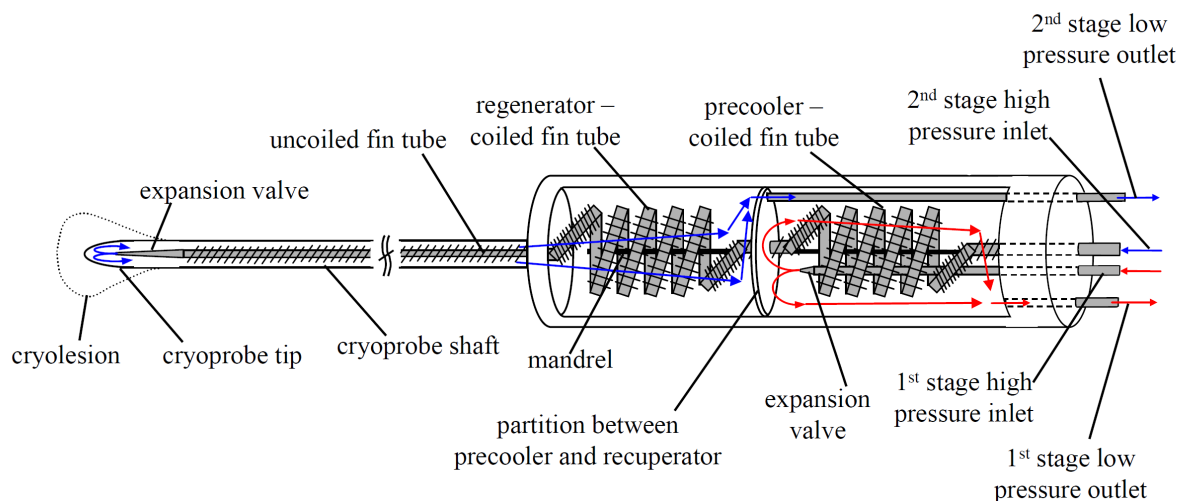 2nd stage low
pressure outlet
2nd stage high
pressure inlet
regenerator –
coiled fin tube
precooler –
coiled fin tube
uncoiled fin tube
expansion valve
cryolesion
cryoprobe tip
cryoprobe shaft
mandrel
partition between
precooler and recuperator
expansion
valve
1st stage high
pressure inlet
1st stage low
pressure outlet